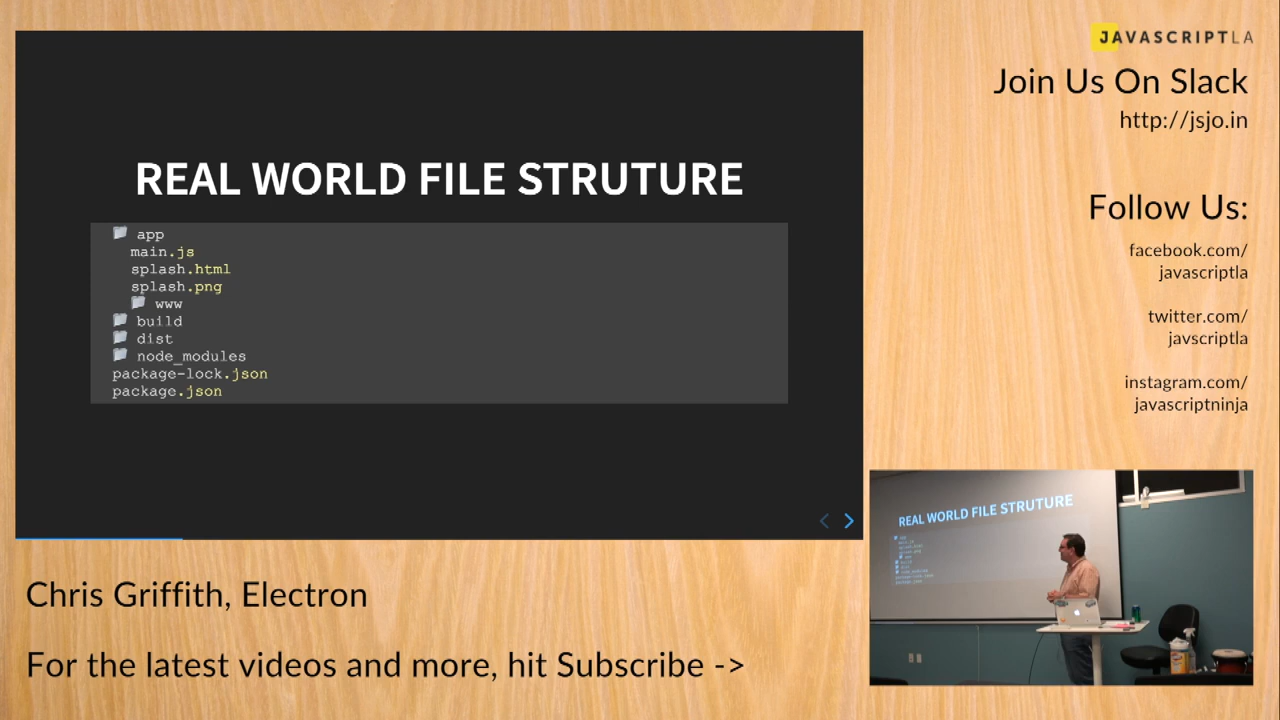 REAL WORLD FILE STRUTURE
app
main.js
splash.html
splash.png
www
build
dist
node_modules
package-lock.json
package.json
JAVASCRIPTLA
Join Us On Slack
http://jsjo.in
Follow Us:
facebook.com/
javascriptla
twitter.com/
javscriptla
instagram.com/
javascriptninja
REAL WORLD FILE STRUTURE
Chris Griffith, Electron
For the latest videos and more, hit Subscribe ->